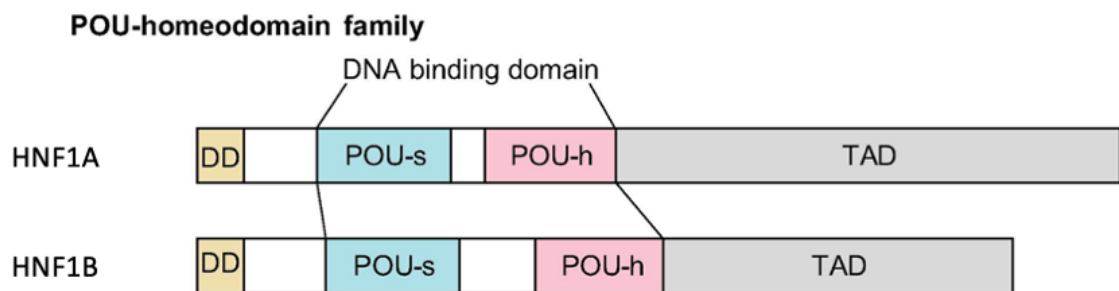 POU-homeodomain family
DNA binding domain
HNF1A DD POU-s POU-h TAD
HNF1B DD POU-s POU-h TAD